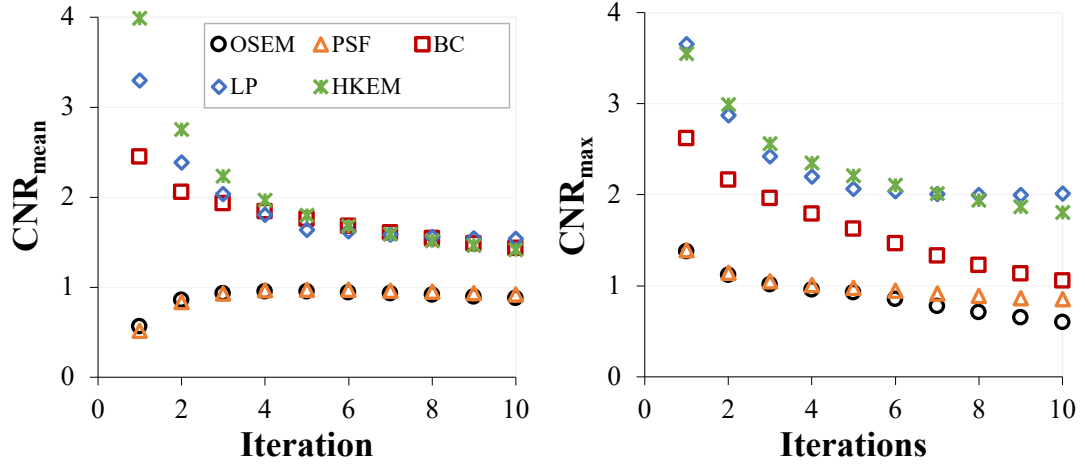 4
3
2
1
0
0 2 4 6 8 10
CNRmean
Iteration
OSEM PSF BC
LP HKEM
4
3
2
1
0
0 2 4 6 8 10
CNRmax
Iterations